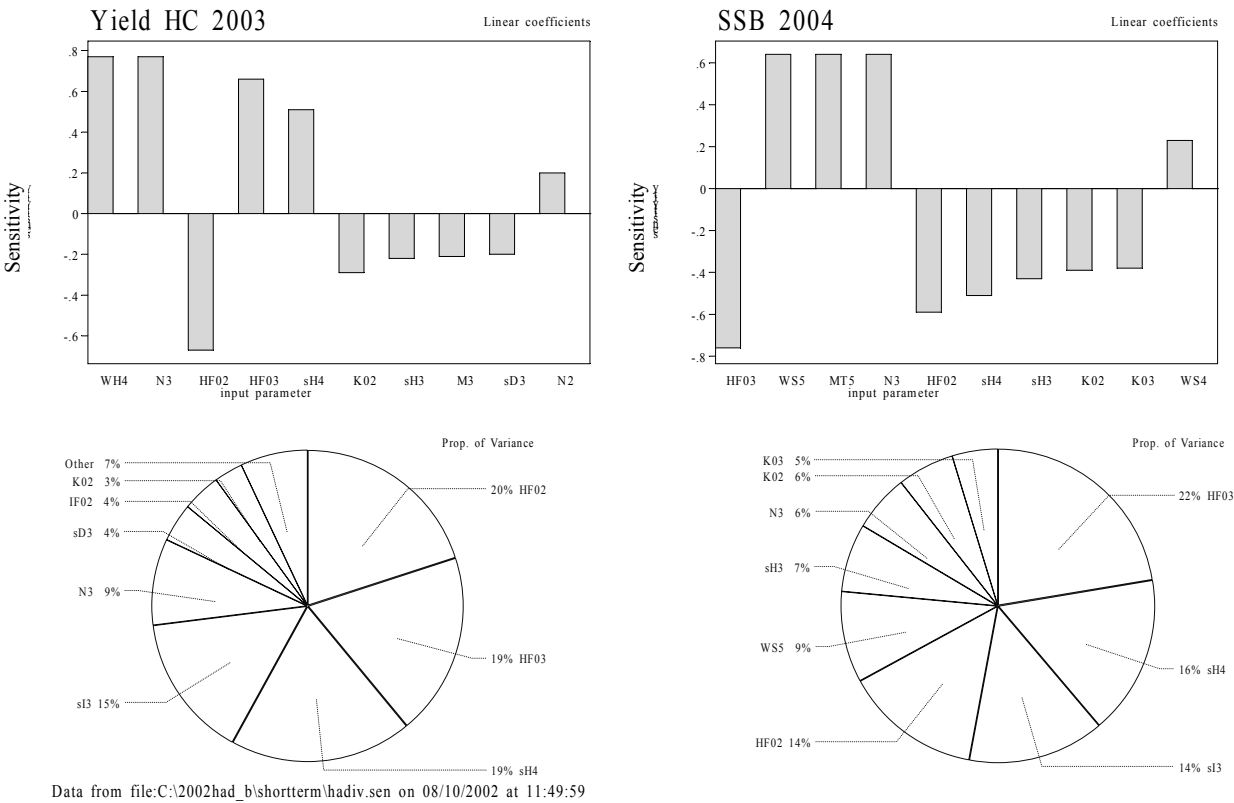 Yield HC 2003
Linear coefficients
.8
.6
.4
.2
0
-.2
-.4
-.6
Sensitivity
WH4 N3 HF02 HF03 sH4 K02 sH3 M3 sD3 N2
input parameter
SSB 2004
Linear coefficients
.6
.4
.2
0
-.2
-.4
-.6
-.8
Sensitivity
HF03 WS5 MT5 N3 HF02 sH4 sH3 K02 K03 WS4
input parameter
Prop. of Variance
Other 7%
K02 3%
IF02 4%
sD3 4%
N3 9%
sI3 15%
20% HF02
19% HF03
19% sH4
Prop. of Variance
K03 5%
K02 6%
N3 6%
sH3 7%
WS5 9%
HF02 14%
22% HF03
16% sH4
14% sI3
Data from file:C:\2002had_b\shortterm\hadiv.sen on 08/10/2002 at 11:49:59